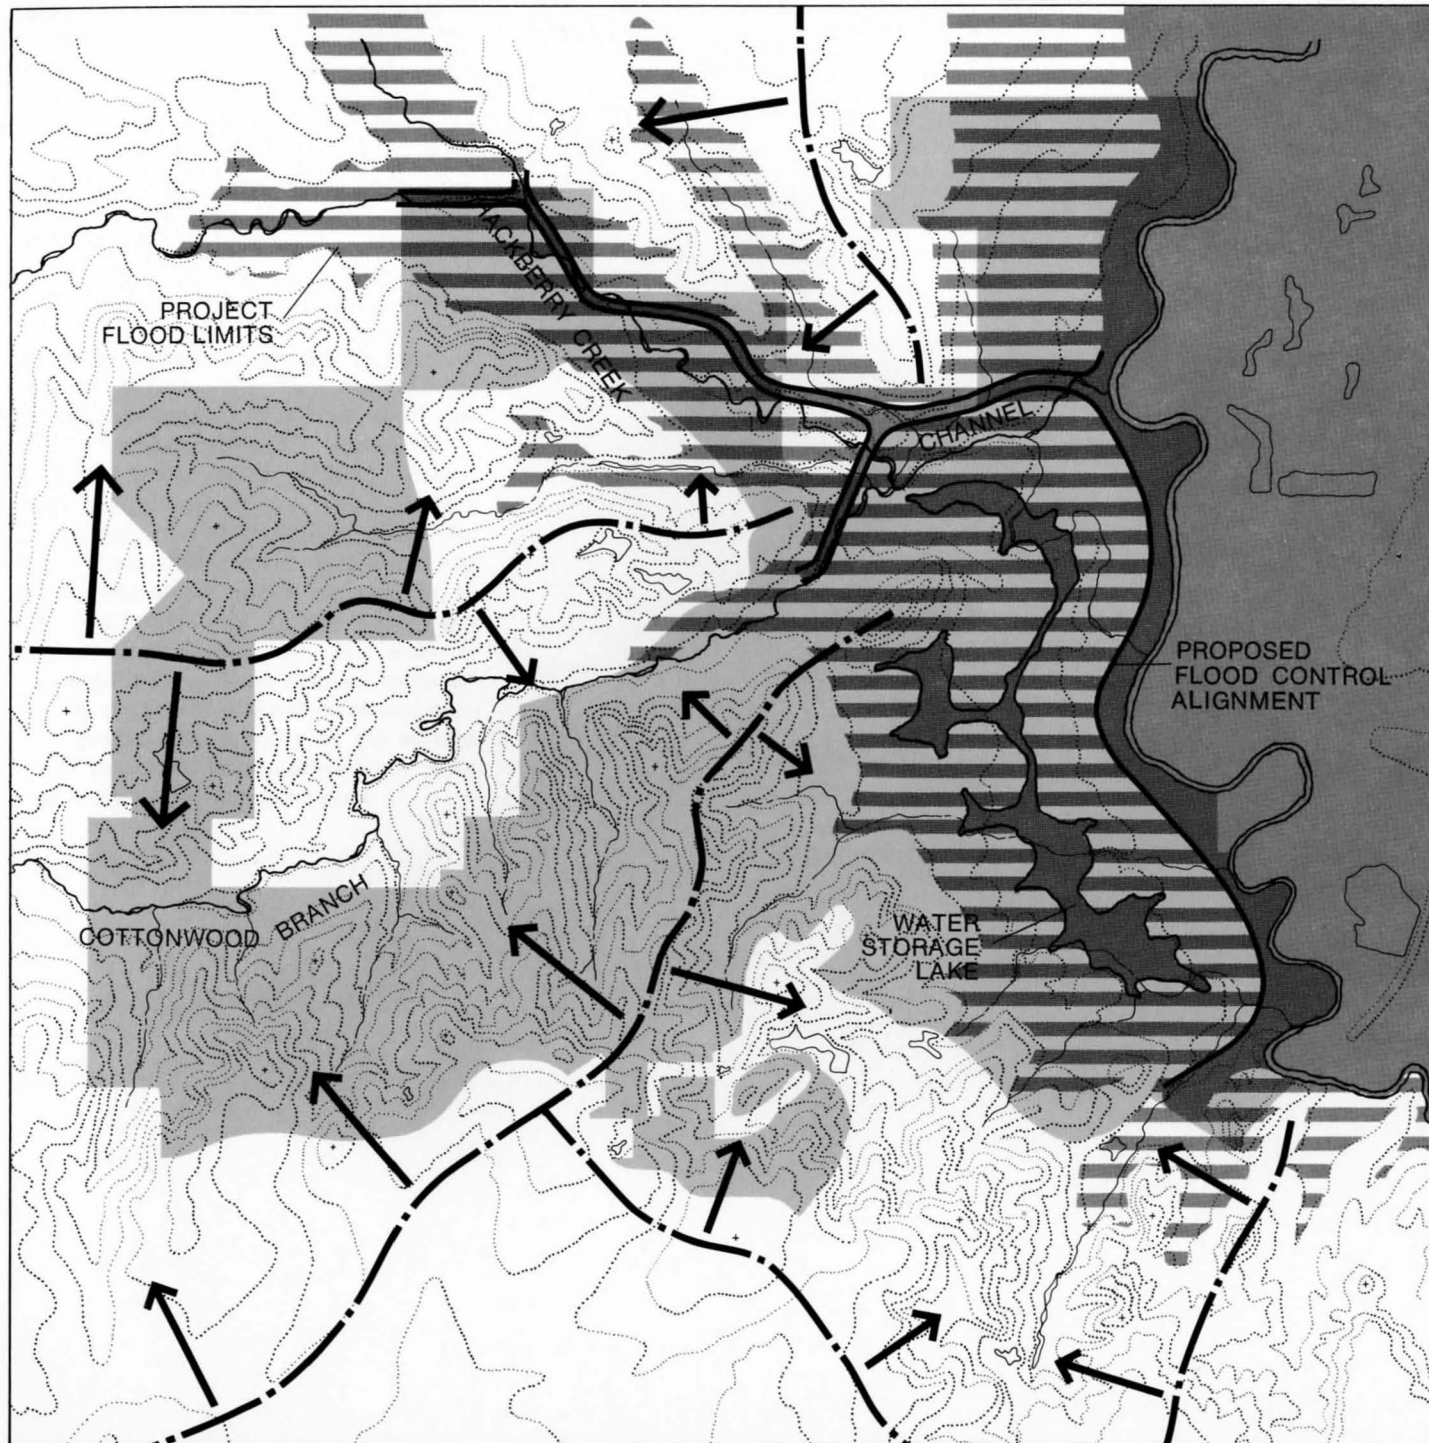 PROJECT
FLOOD LIMITS
HACKBERRY CREEK
CHANNEL
PROPOSED
FLOOD CONTROL
ALIGNMENT
WATER
STORAGE
LAKE
COTTONWOOD BRANCH